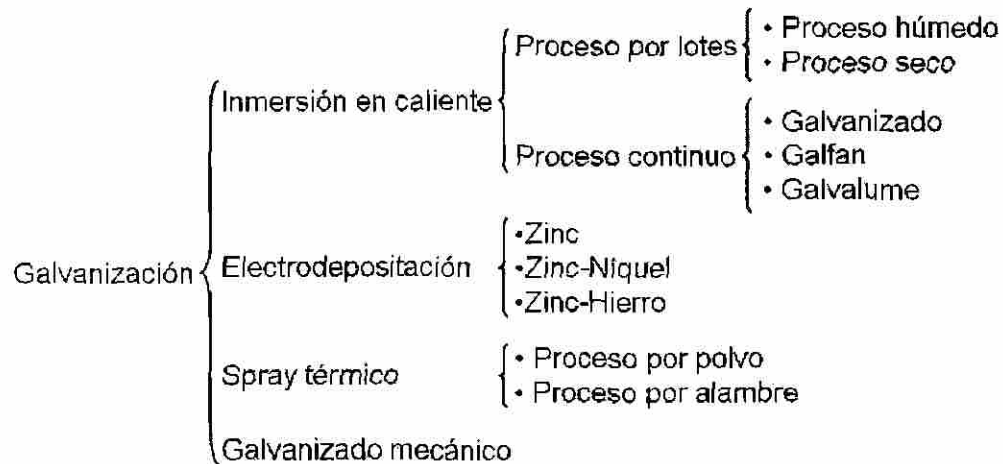 Galvanización
Inmersión en caliente
Proceso por lotes
• Proceso húmedo
• Proceso seco
Proceso continuo
• Galvanizado
• Galfan
• Galvalume
Electrodepositación
•Zinc
•Zinc-Níquel
•Zinc-Hierro
Spray térmico
• Proceso por polvo
• Proceso por alambre
Galvanizado mecánico